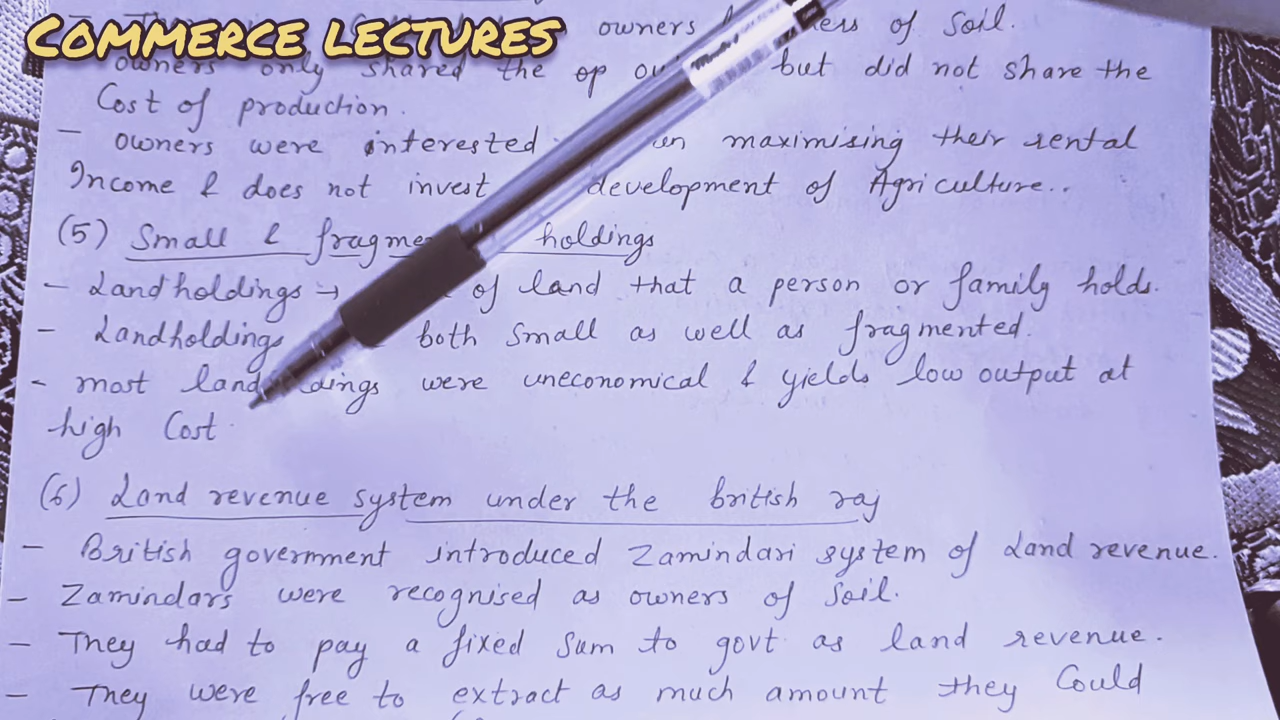 COMMERCE LECTURES
owners of Soil.
owners only shared the op but did not share the
Cost of production.
- owners were interested maximising their rental
Income & does not invest development of Agriculture..
(5) Small & holdings
- Landholdings → of land that a person or family holds.
- Landholdings both Small as well as fragmented.
- most landholdings were uneconomical & yields low output at
high Cost
(6) Land revenue system under the british raj
- British government introduced Zamindari system of Land revenue.
- Zamindars were recognised as owners of Soil.
- They had to pay a fixed Sum to govt as land revenue.
- They were free to extract as much amount they Could